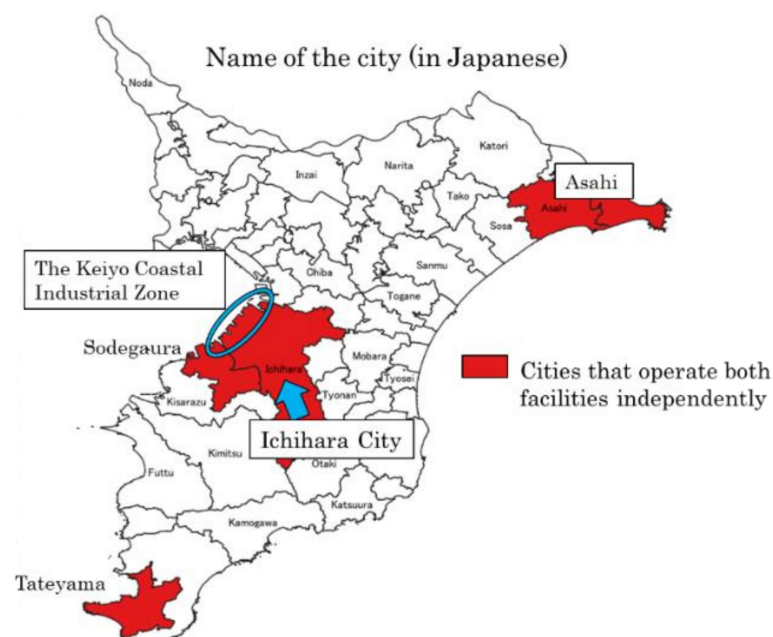 Name of the city (in Japanese)
Noda
Katori
Narita
Inzai
Asahi
Tako
Asahi
Sosa
The Keiyo Coastal
Industrial Zone
Chiba
Sanmu
Togane
Sodegaura
Mobara
Ichihara
Tyosei
Cities that operate both
facilities independently
Kisarazu
Tyonan
Ichihara City
Kimitsu
Otaki
Futtu
Katsuura
Kamogawa
Tateyama